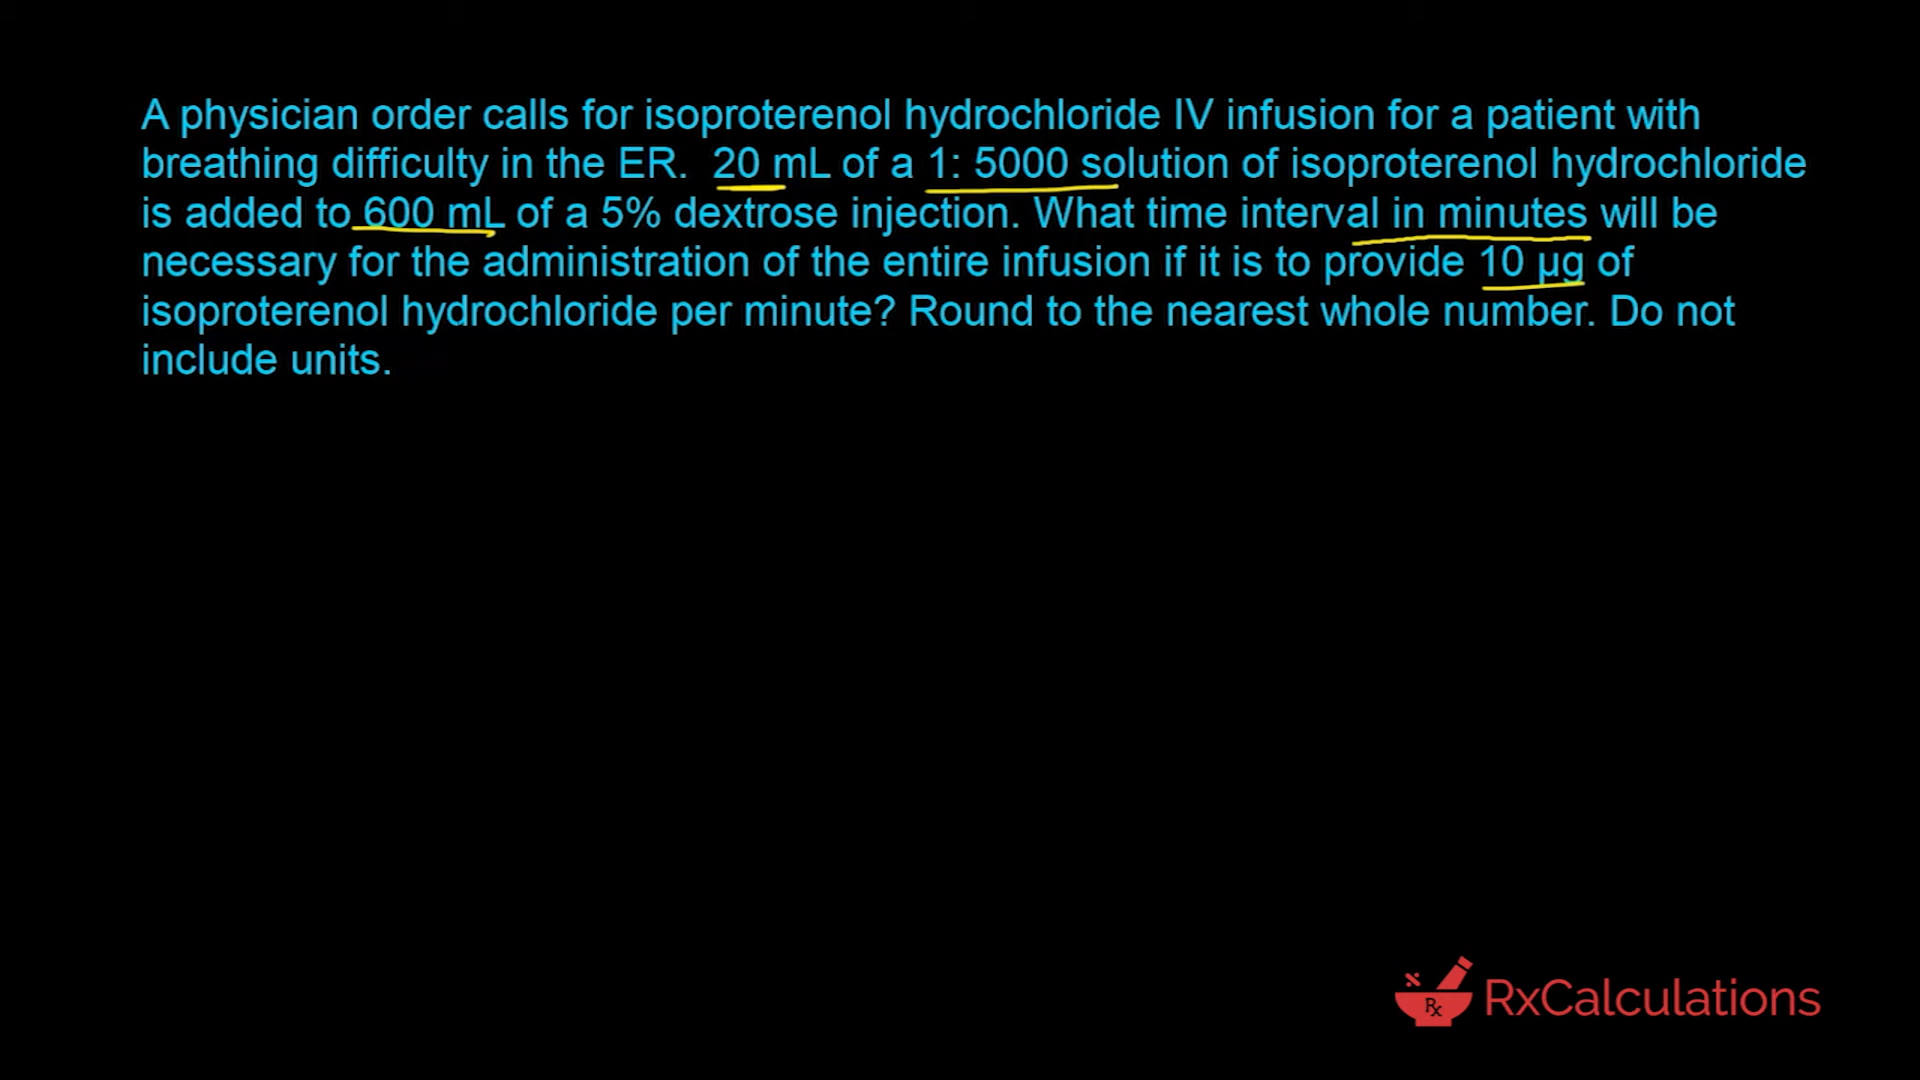 A physician order calls for isoproterenol hydrochloride IV infusion for a patient with
breathing difficulty in the ER.  20 mL of a 1: 5000 solution of isoproterenol hydrochloride
is added to 600 mL of a 5% dextrose injection. What time interval in minutes will be
necessary for the administration of the entire infusion if it is to provide 10 µg of
isoproterenol hydrochloride per minute? Round to the nearest whole number. Do not
include units.
Rx RxCalculations